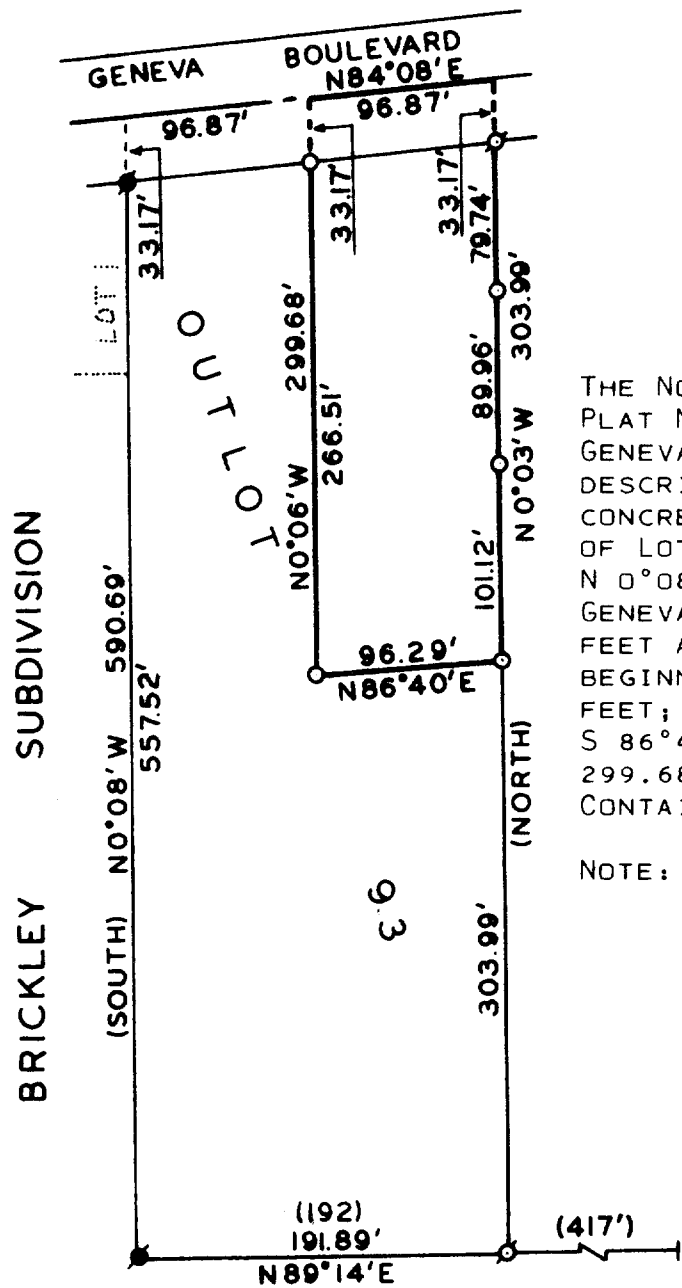 GENEVA BOULEVARD
N84°08'E
96.87'
96.87'
33.17'
33.17'
33.17'
79.74'
303.99'
89.96'
N 0°03' W
101.12'
LOT 1
OUTLOT
299.68'
266.51'
N0°06'W
96.29'
N86°40'E
BRICKLEY SUBDIVISION
(SOUTH) N0°08' W 590.69'
557.52'
(NORTH)
93
303.99'
(192)
191.89'
N89°14'E
(417')
THE NO
PLAT N
GENEVA
DESCRI
CONCRE
OF LOT
N 0°08
GENEVA
FEET A
BEGINN
FEET;
S 86°4
299.68
CONTAI
NOTE: